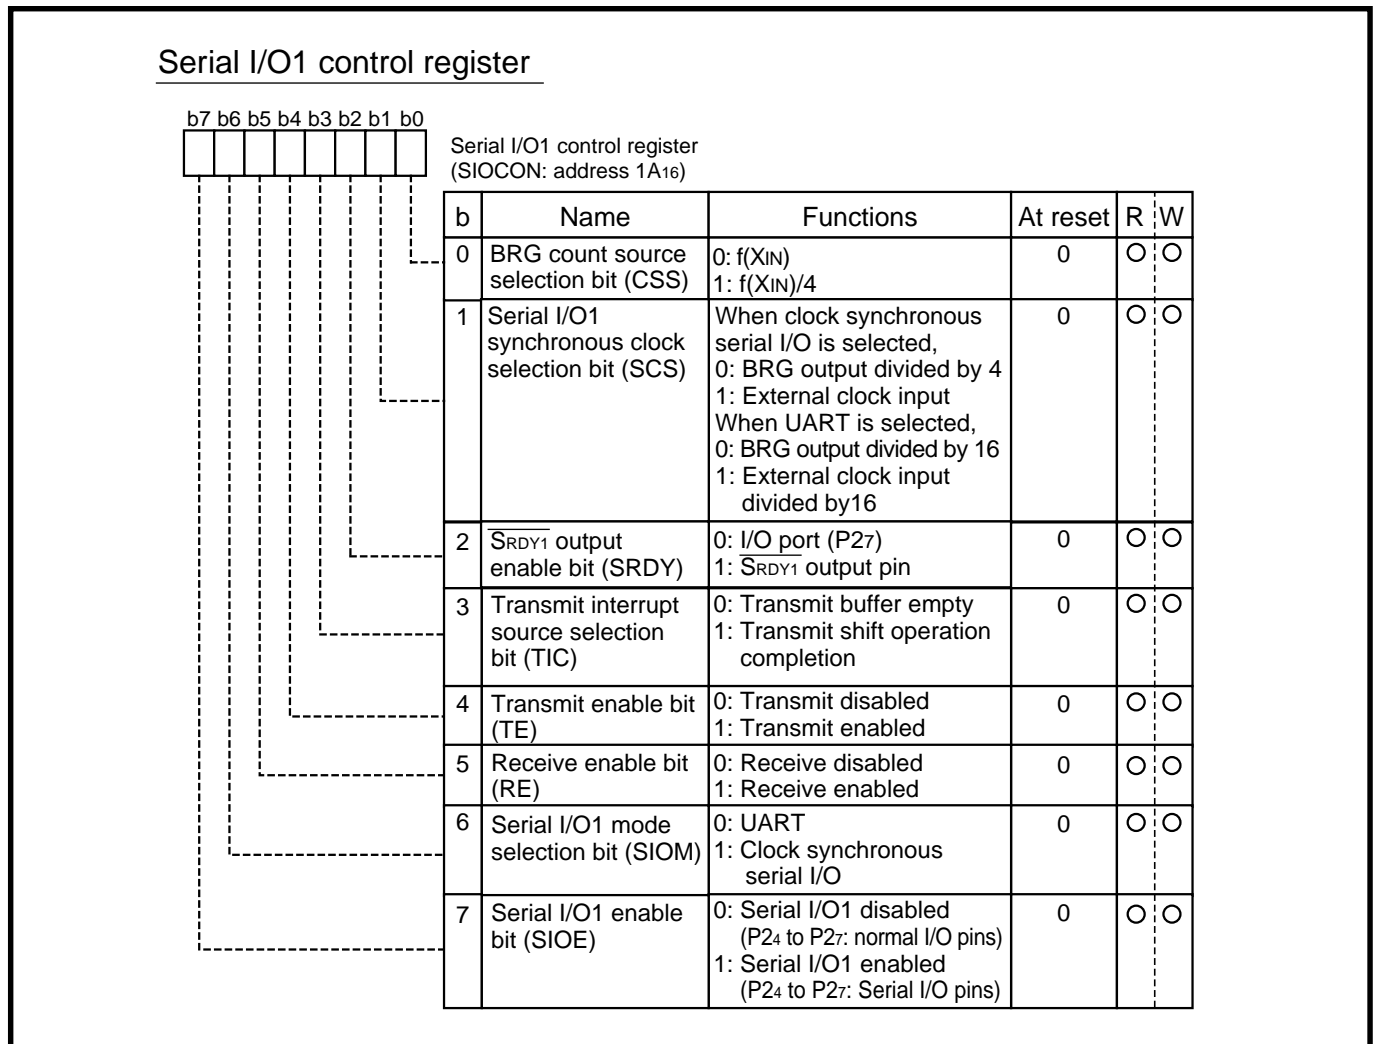 Serial I/O1 control register
b7 b6 b5 b4 b3 b2 b1 b0
Serial I/O1 control register
(SIOCON: address 1A16)
b Name Functions At reset R W
0 BRG count source selection bit (CSS) 0: f(XIN) 0 ○ ○
1: f(XIN)/4
1 Serial I/O1 synchronous clock selection bit (SCS) When clock synchronous 0 ○ ○
serial I/O is selected,
0: BRG output divided by 4
1: External clock input
When UART is selected,
0: BRG output divided by 16
1: External clock input
divided by16
2 SRDY1 output enable bit (SRDY) 0: I/O port (P27) 0 ○ ○
1: SRDY1 output pin
3 Transmit interrupt source selection bit (TIC) 0: Transmit buffer empty 0 ○ ○
1: Transmit shift operation
completion
4 Transmit enable bit (TE) 0: Transmit disabled 0 ○ ○
1: Transmit enabled
5 Receive enable bit (RE) 0: Receive disabled 0 ○ ○
1: Receive enabled
6 Serial I/O1 mode selection bit (SIOM) 0: UART 0 ○ ○
1: Clock synchronous
serial I/O
7 Serial I/O1 enable bit (SIOE) 0: Serial I/O1 disabled 0 ○ ○
(P24 to P27: normal I/O pins)
1: Serial I/O1 enabled
(P24 to P27: Serial I/O pins)